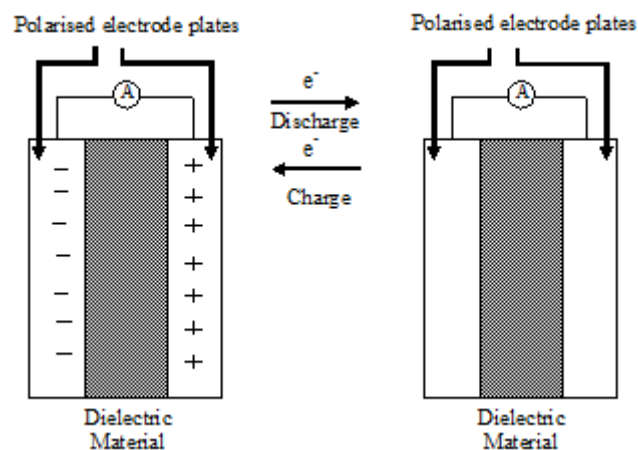 Polarised electrode plates
A
− − − − − − −
+ + + + + + +
Dielectric
Material
e-
Discharge
e-
Charge
Polarised electrode plates
A
Dielectric
Material